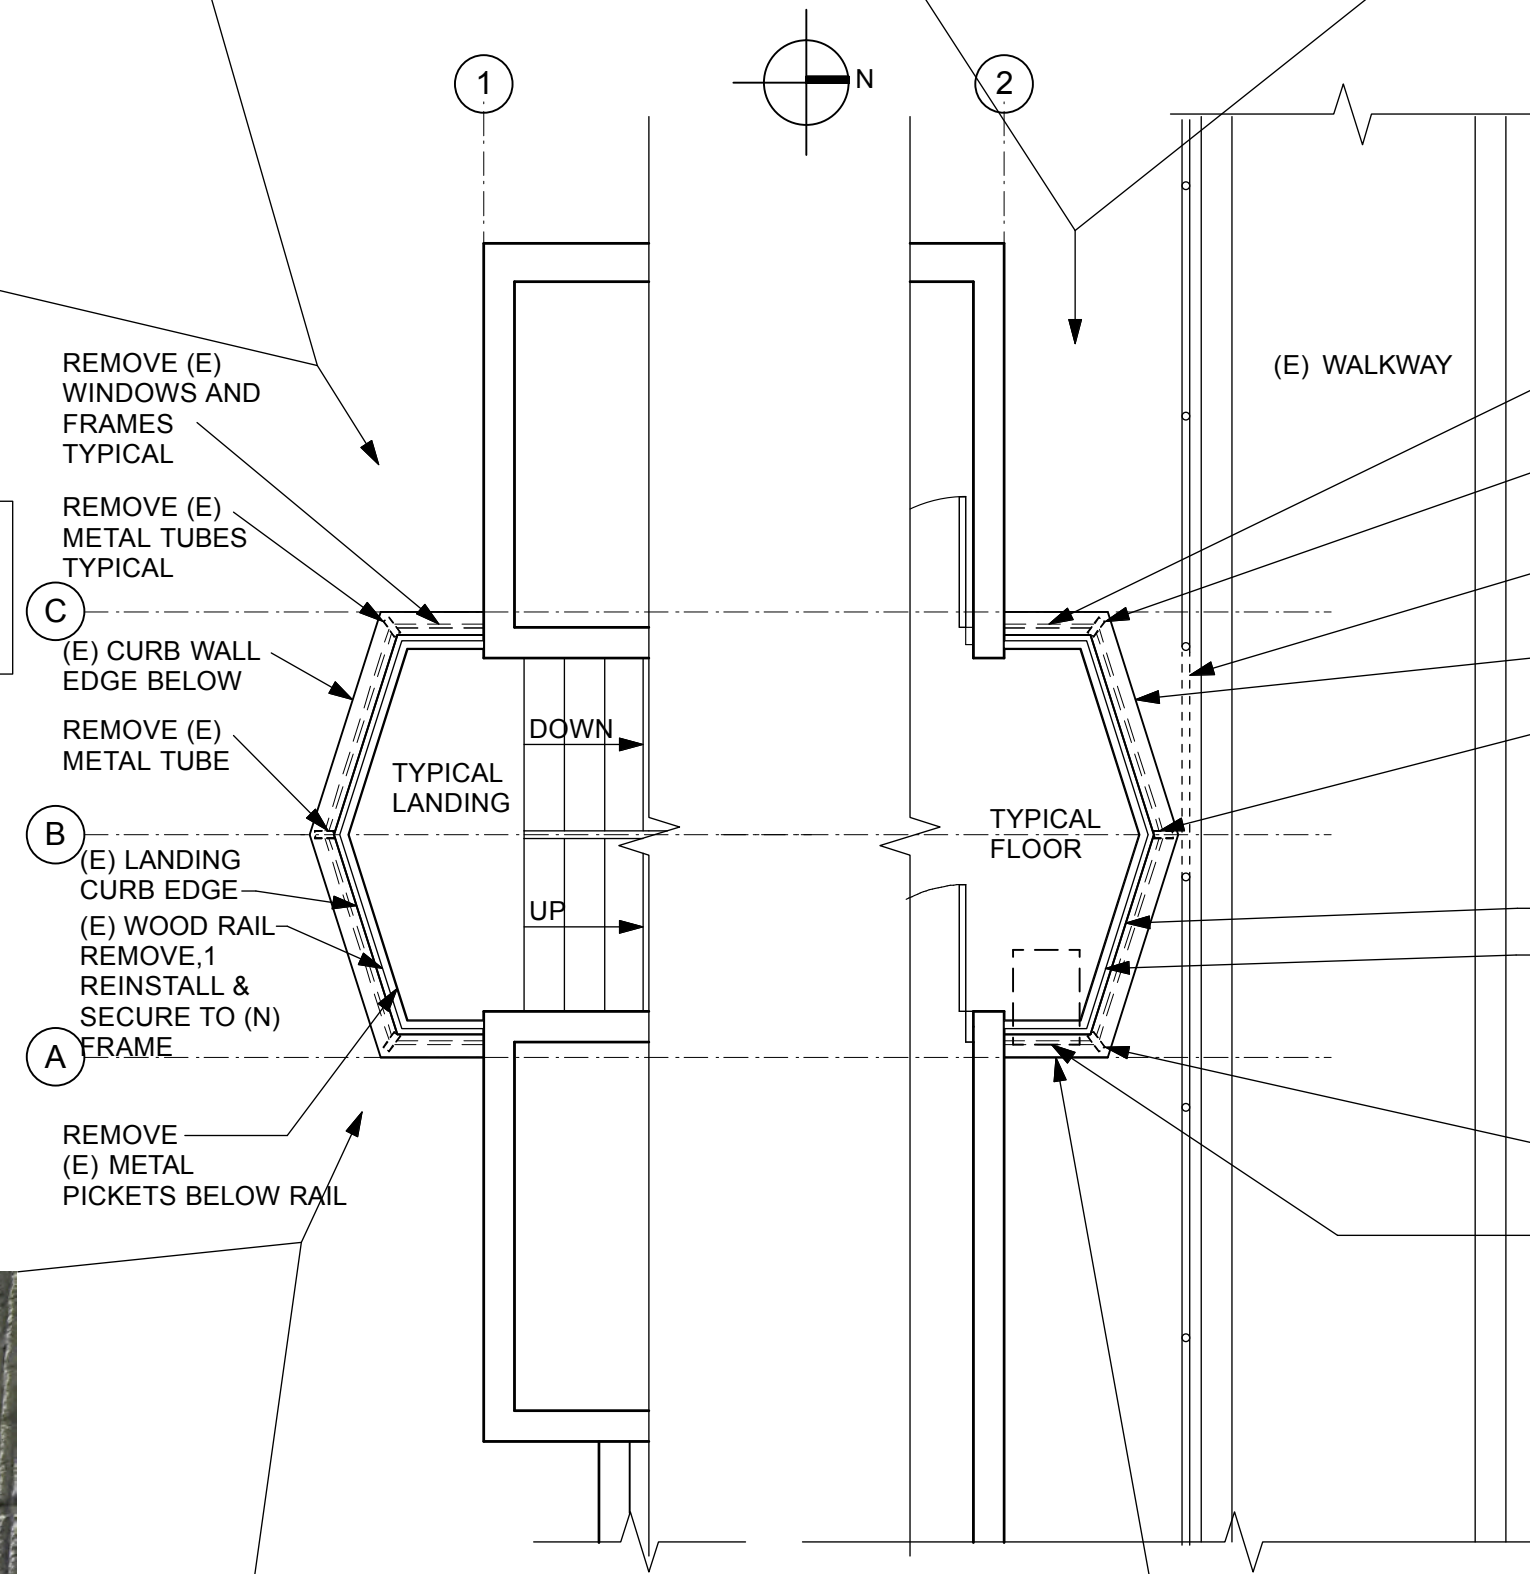 1
N
2
REMOVE (E)
WINDOWS AND
FRAMES
TYPICAL
(E) WALKWAY
REMOVE (E)
METAL TUBES
TYPICAL
C
(E) CURB WALL
EDGE BELOW
REMOVE (E)
METAL TUBE
DOWN
TYPICAL
LANDING
TYPICAL
FLOOR
B
(E) LANDING
CURB EDGE
UP
(E) WOOD RAIL
REMOVE,1
REINSTALL &
SECURE TO (N)
FRAME
A
REMOVE
(E) METAL
PICKETS BELOW RAIL